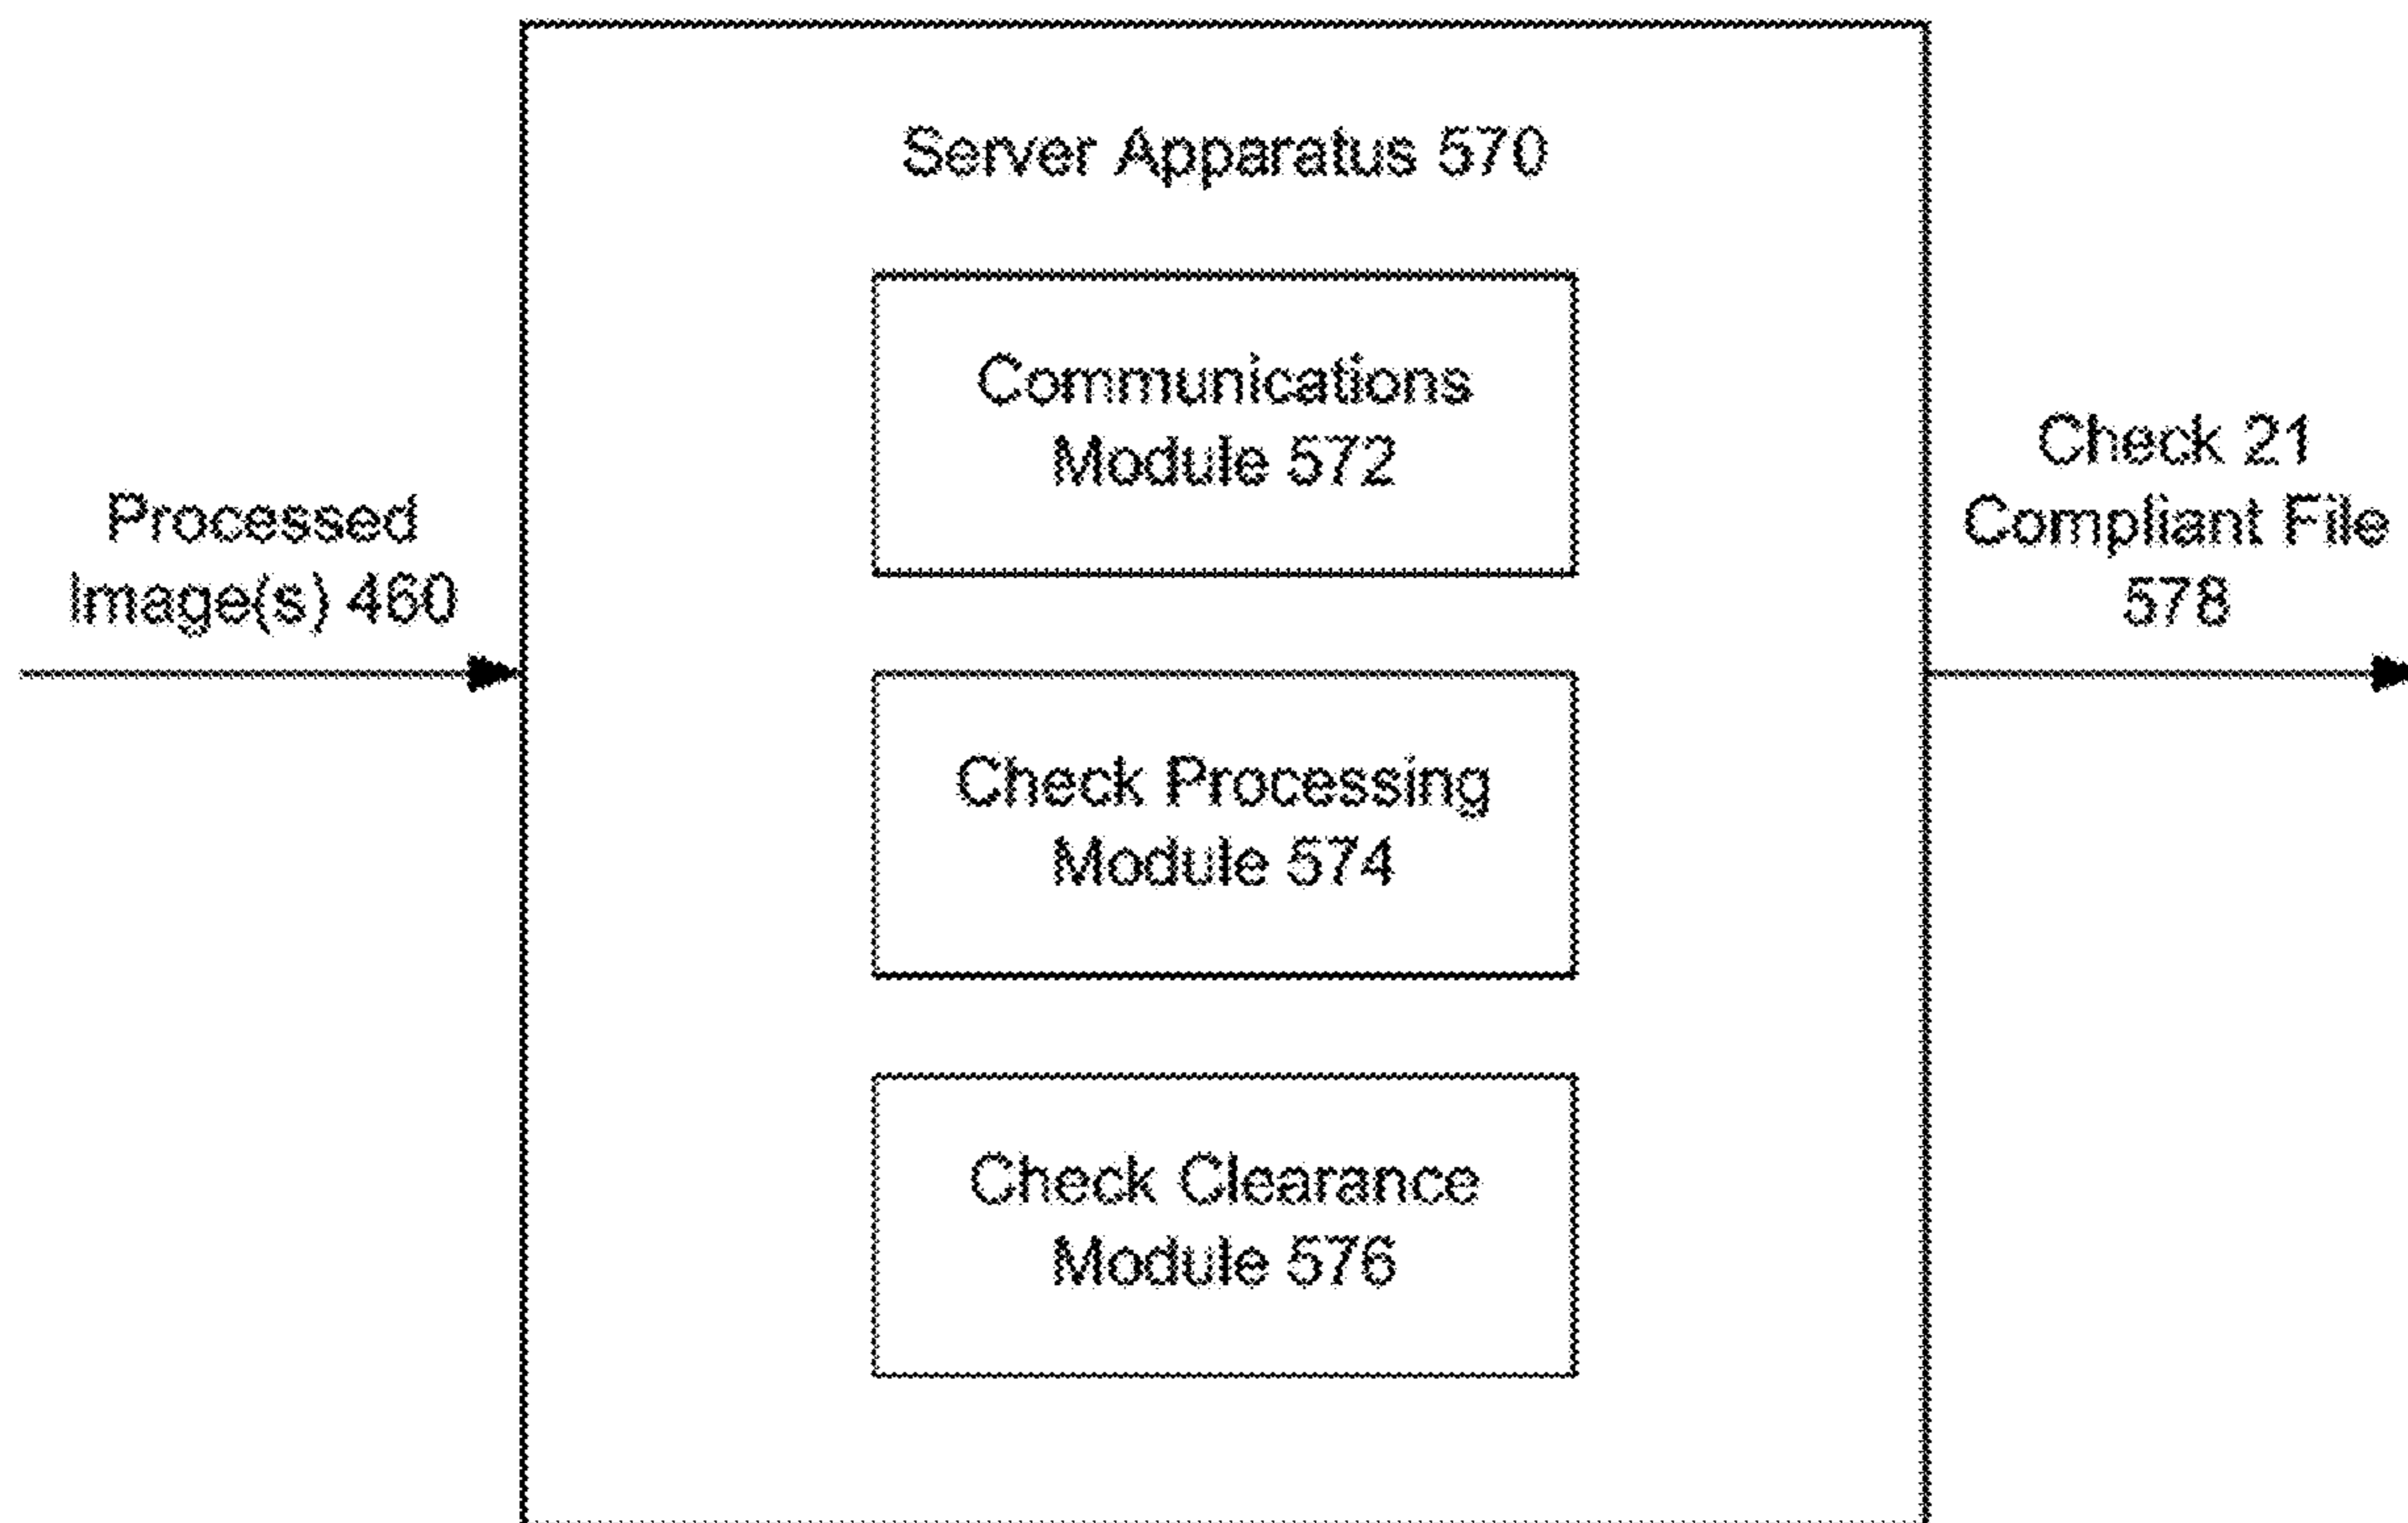 Server Apparatus 570
Communications
Module 572
Processed
Image(s) 460
Check 21
Compliant File
578
Check Processing
Module 574
Check Clearance
Module 576